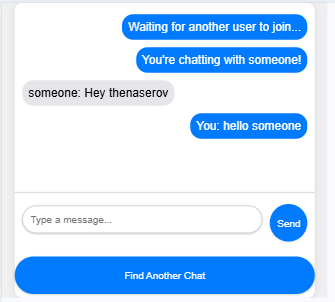 Waiting for another user to join...
You're chatting with someone!
someone: Hey thenaserov
You: hello someone
Type a message...
Send
Find Another Chat